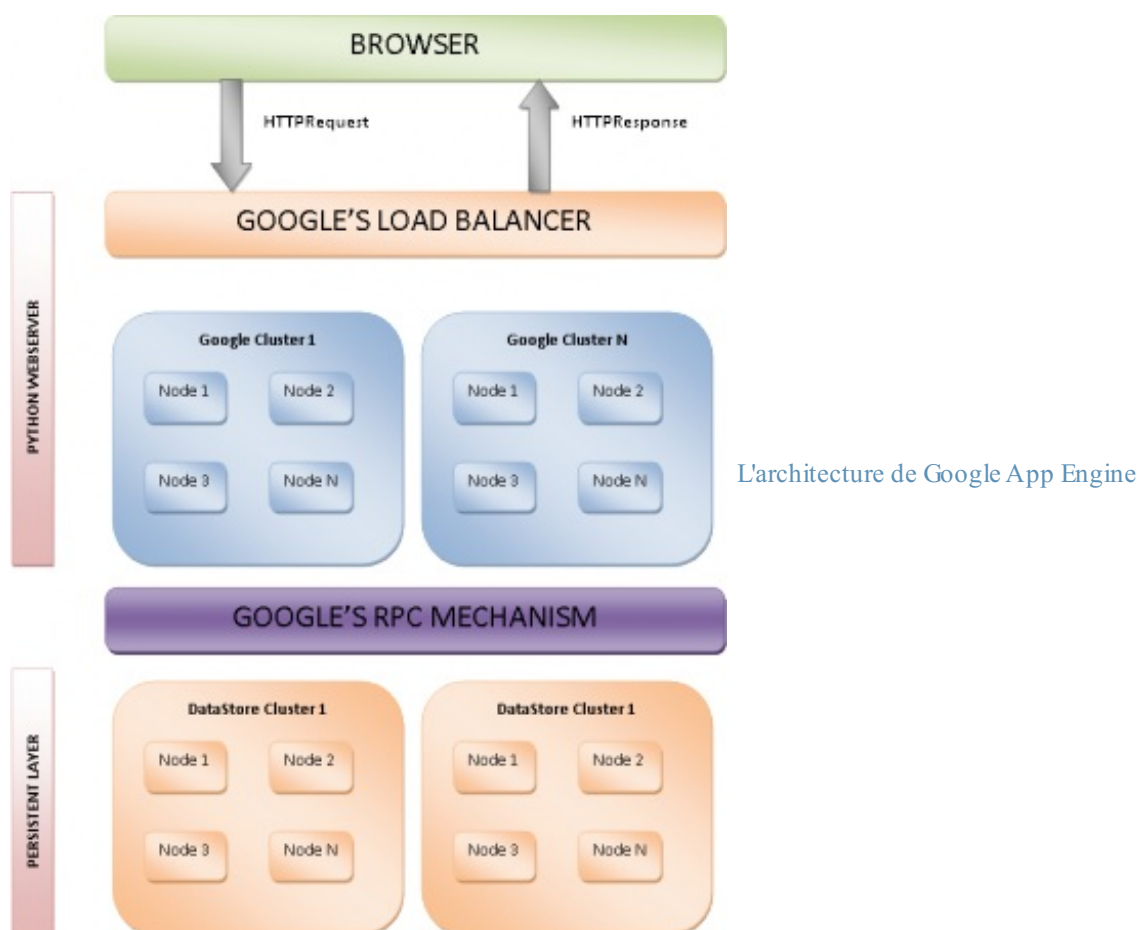 BROWSER
HTTPRequest
HTTPResponse
GOOGLE'S LOAD BALANCER
PYTHON WEBSERVER
Google Cluster 1
Node 1
Node 2
Node 3
Node N
Google Cluster N
Node 1
Node 2
Node 3
Node N
L'architecture de Google App Engine
GOOGLE'S RPC MECHANISM
PERSISTENT LAYER
DataStore Cluster 1
Node 1
Node 2
Node 3
Node N
DataStore Cluster 1
Node 1
Node 2
Node 3
Node N